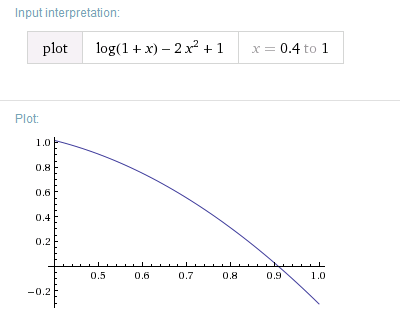 Input interpretation:
plot log(1 + x) − 2 x² + 1 x = 0.4 to 1
Plot:
1.0
0.8
0.6
0.4
0.2
−0.2
0.5 0.6 0.7 0.8 0.9 1.0